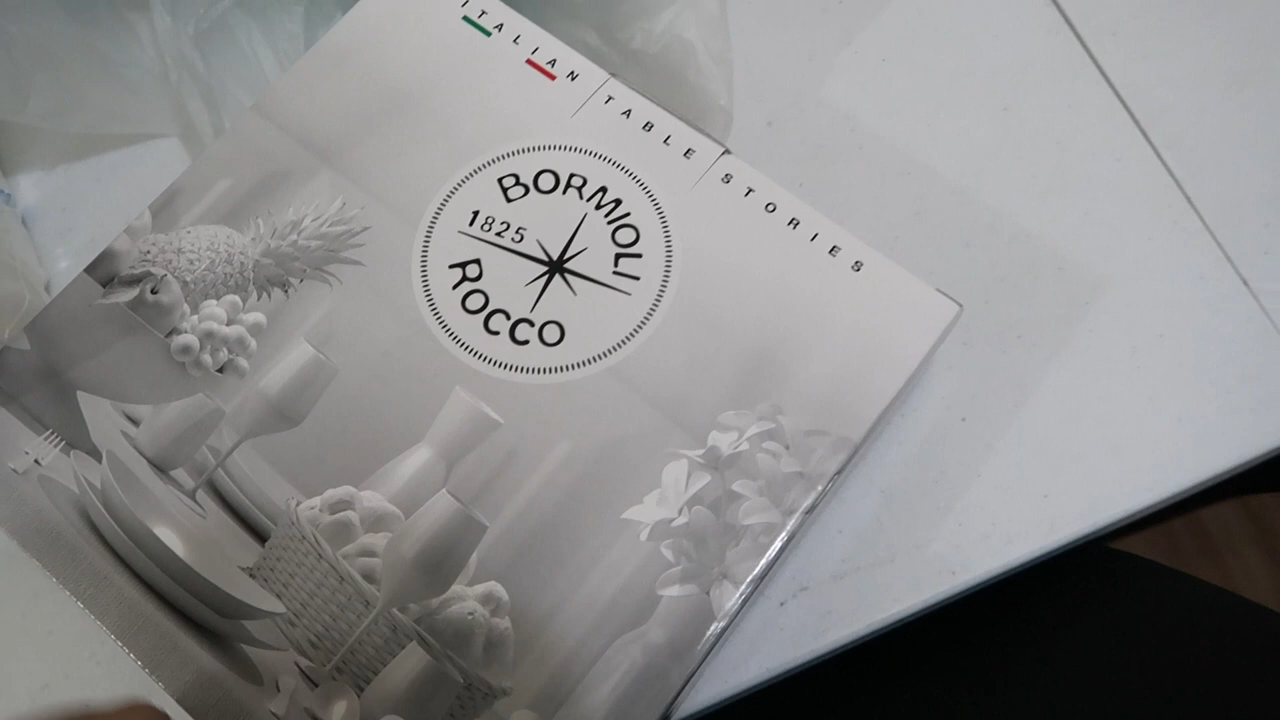 ITALIAN | TABLE | STORIES
BORMIOLI
1825
ROCCO